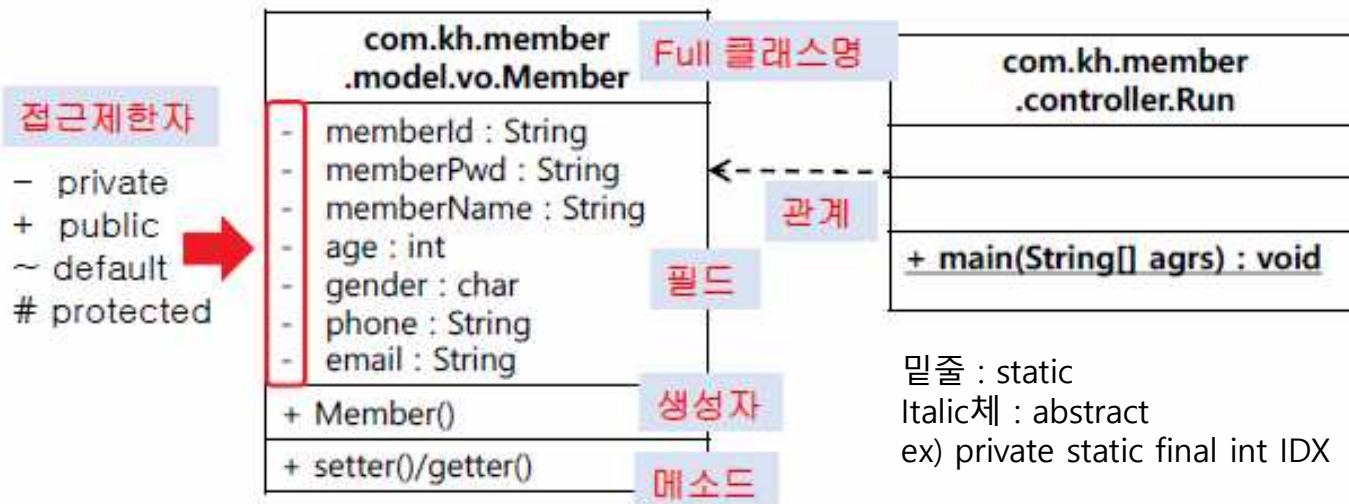 접근제한자
- private
+ public
~ default
# protected
com.kh.member
.model.vo.Member
Full 클래스명
- memberId : String
- memberPwd : String
- memberName : String
- age : int
- gender : char
- phone : String
- email : String
필드
+ Member()
생성자
+ setter()/getter()
메소드
관계
com.kh.member
.controller.Run
+ main(String[] agrs) : void
밑줄 : static
Italic체 : abstract
ex) private static final int IDX